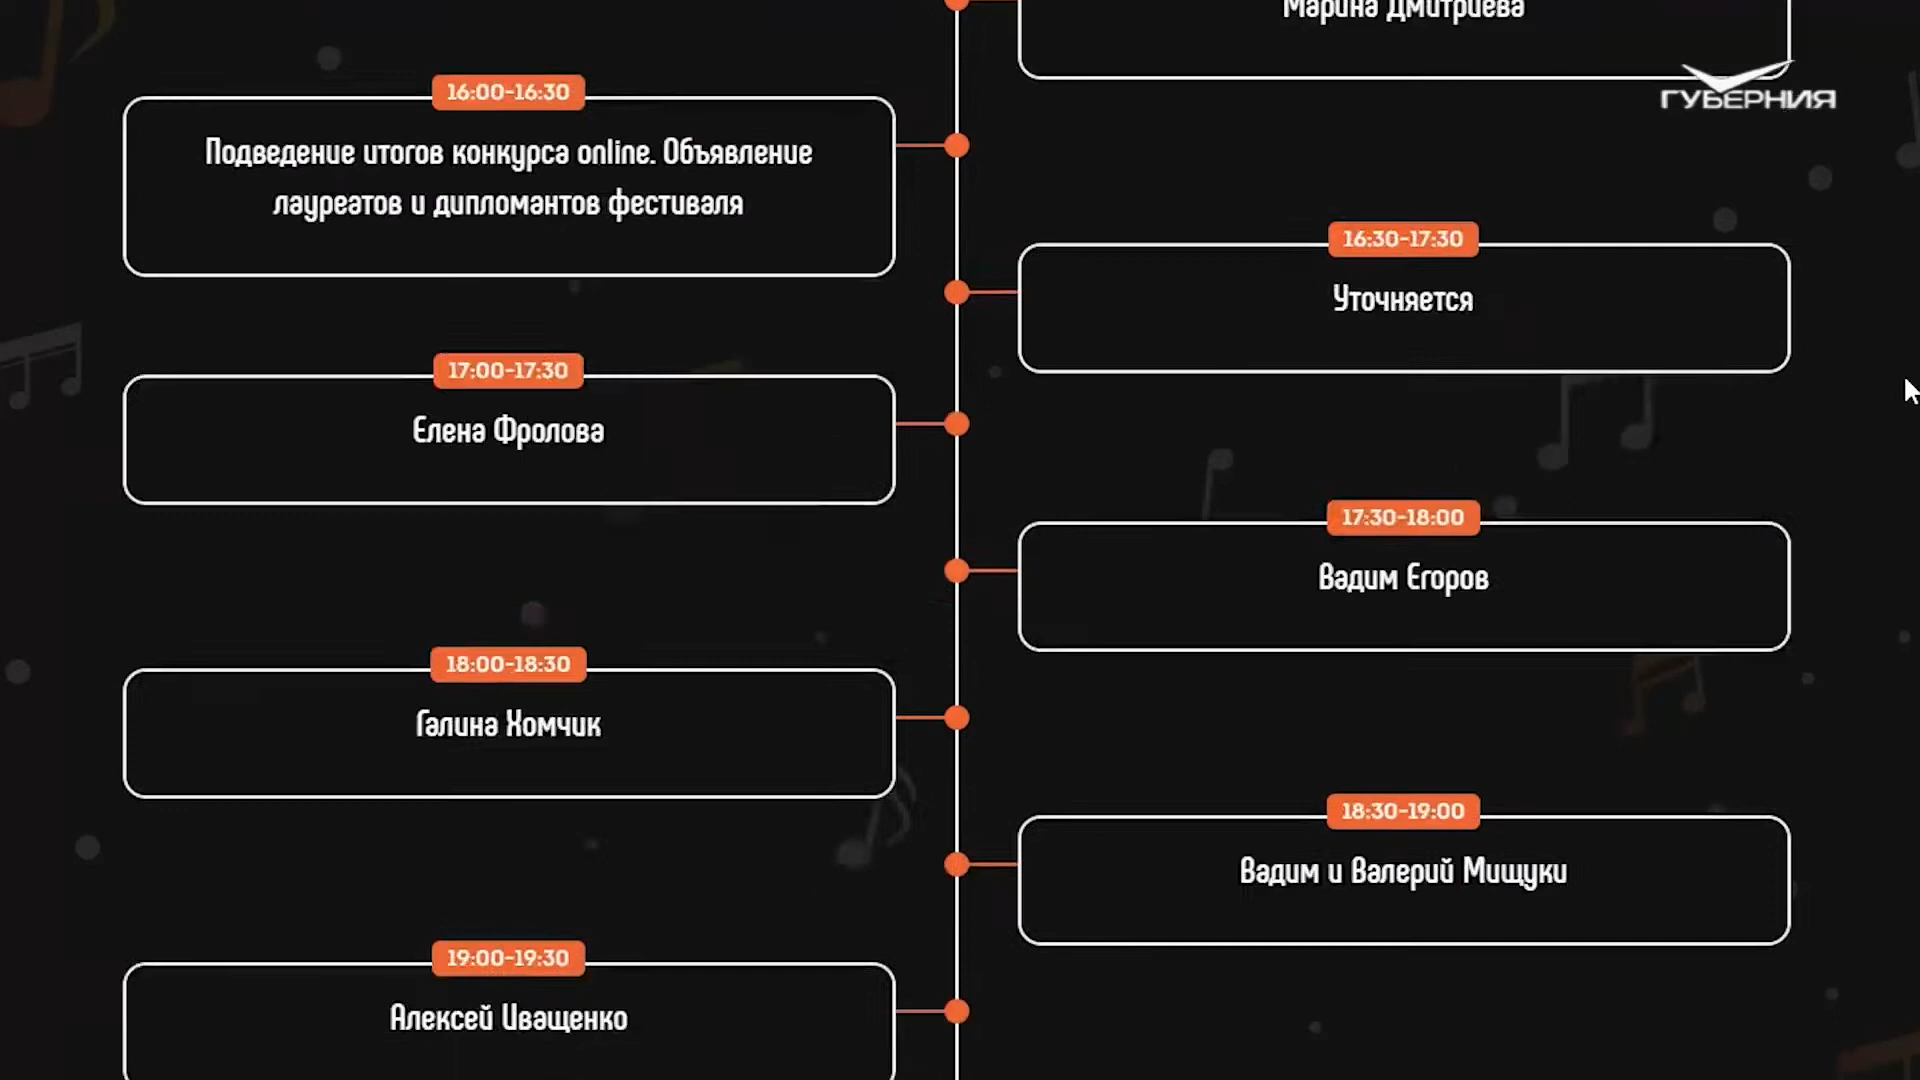 Марина Дмитриева
ГУБЕРНИЯ
16:00-16:30
Подведение итогов конкурса online. Объявление
лауреатов и дипломантов фестиваля
16:30-17:30
Уточняется
17:00-17:30
Елена Фролова
17:30-18:00
Вадим Егоров
18:00-18:30
Галина Хомчик
18:30-19:00
Вадим и Валерий Мищуки
19:00-19:30
Алексей Иващенко